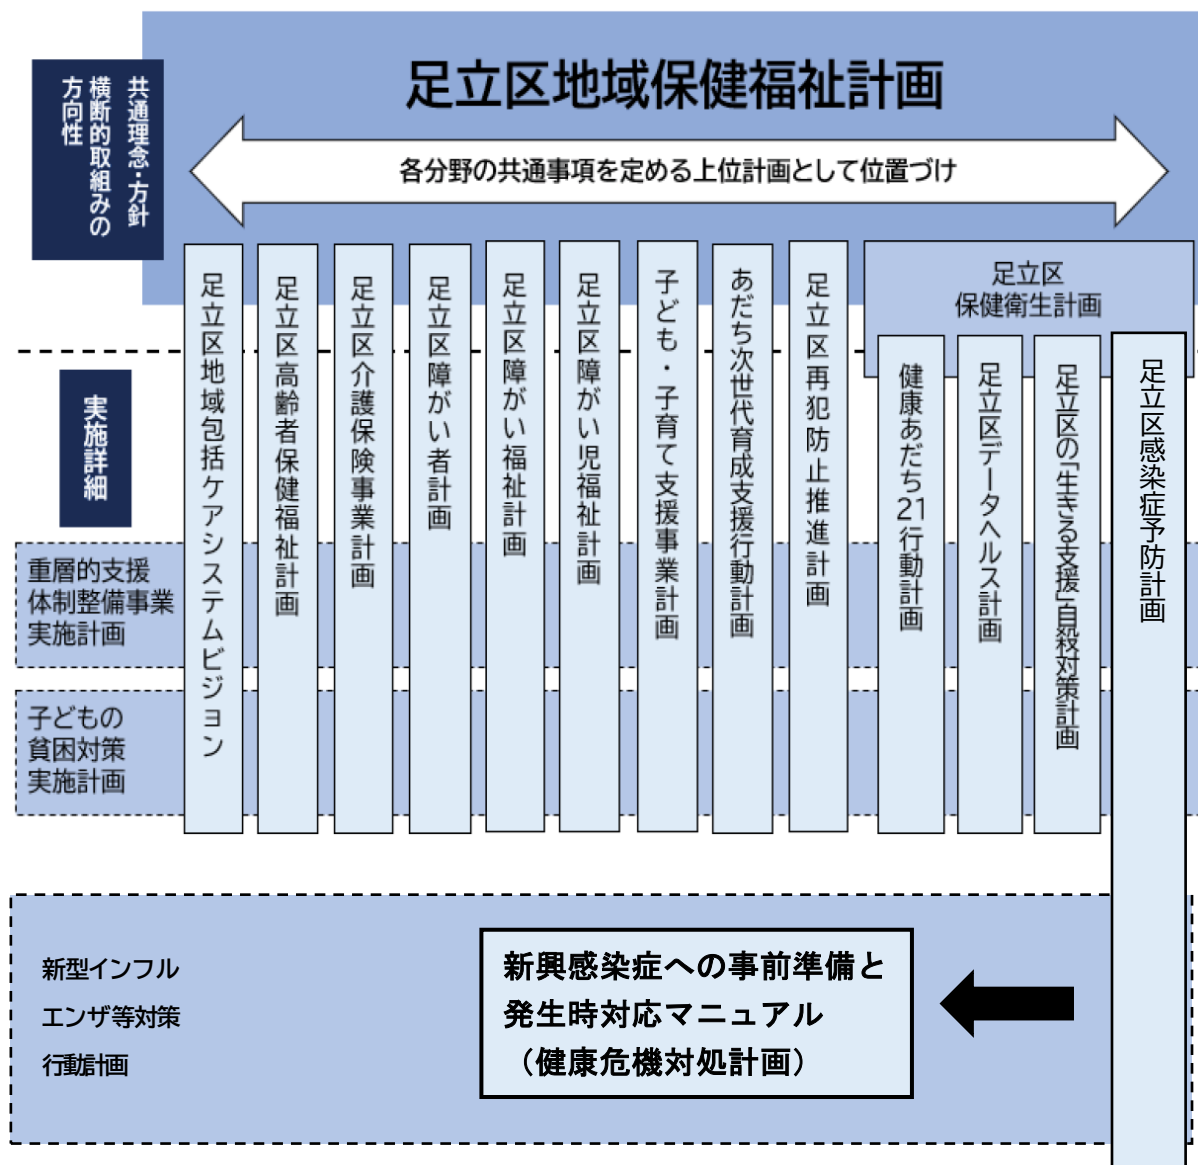 足立区地域保健福祉計画
共通理念・方針
横断的取組みの
方向性
各分野の共通事項を定める上位計画として位置づけ
足立区地域包括ケアシステムビジョン
足立区高齢者保健福祉計画
足立区介護保険事業計画
足立区障がい者計画
足立区障がい福祉計画
足立区障がい児福祉計画
子ども・子育て支援事業計画
あだち次世代育成支援行動計画
足立区再犯防止推進計画
足立区
保健衛生計画
健康あだち21行動計画
足立区データヘルス計画
足立区の「生きる支援」自殺対策計画
足立区感染症予防計画
実施詳細
重層的支援
体制整備事業
実施計画
子どもの
貧困対策
実施計画
新型インフル
エンザ等対策
行動計画
新興感染症への事前準備と
発生時対応マニュアル
（健康危機対処計画）